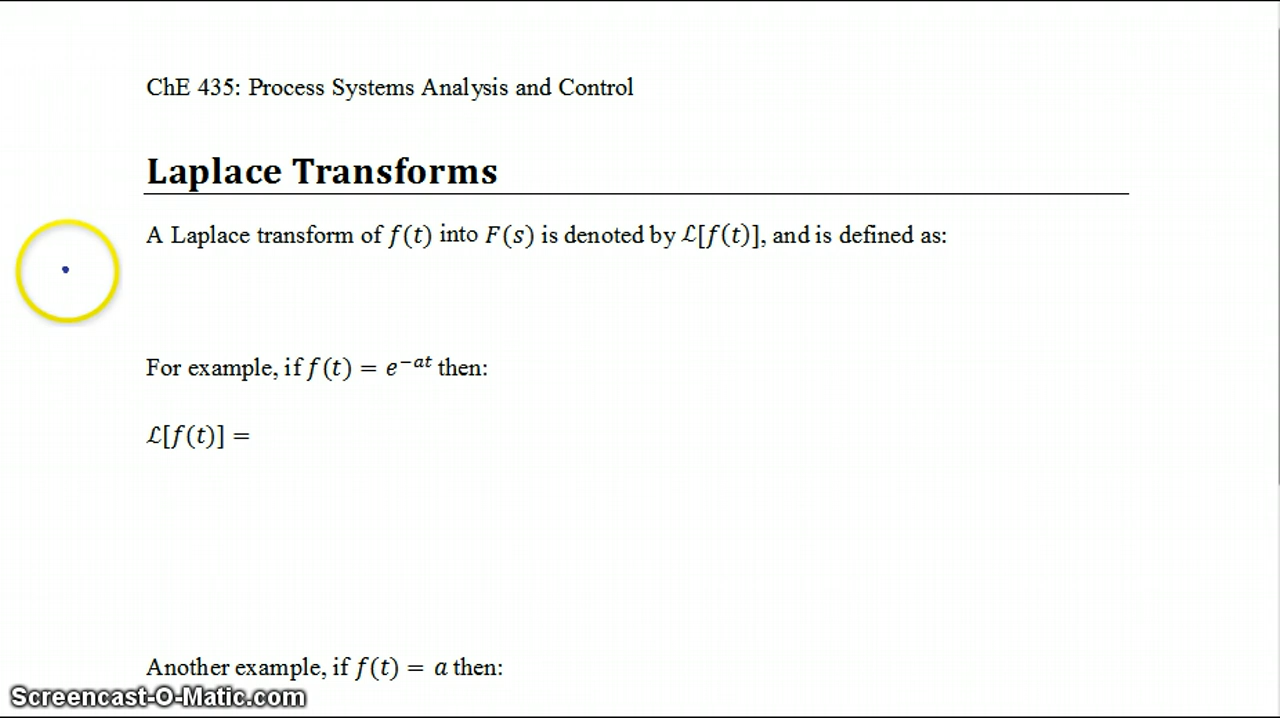 ChE 435: Process Systems Analysis and Control
Laplace Transforms
A Laplace transform of f(t) into F(s) is denoted by ℒ[f(t)], and is defined as:
For example, if f(t) = e^{-at} then:
ℒ[f(t)] =
Another example, if f(t) = a then:
Screencast-O-Matic.com